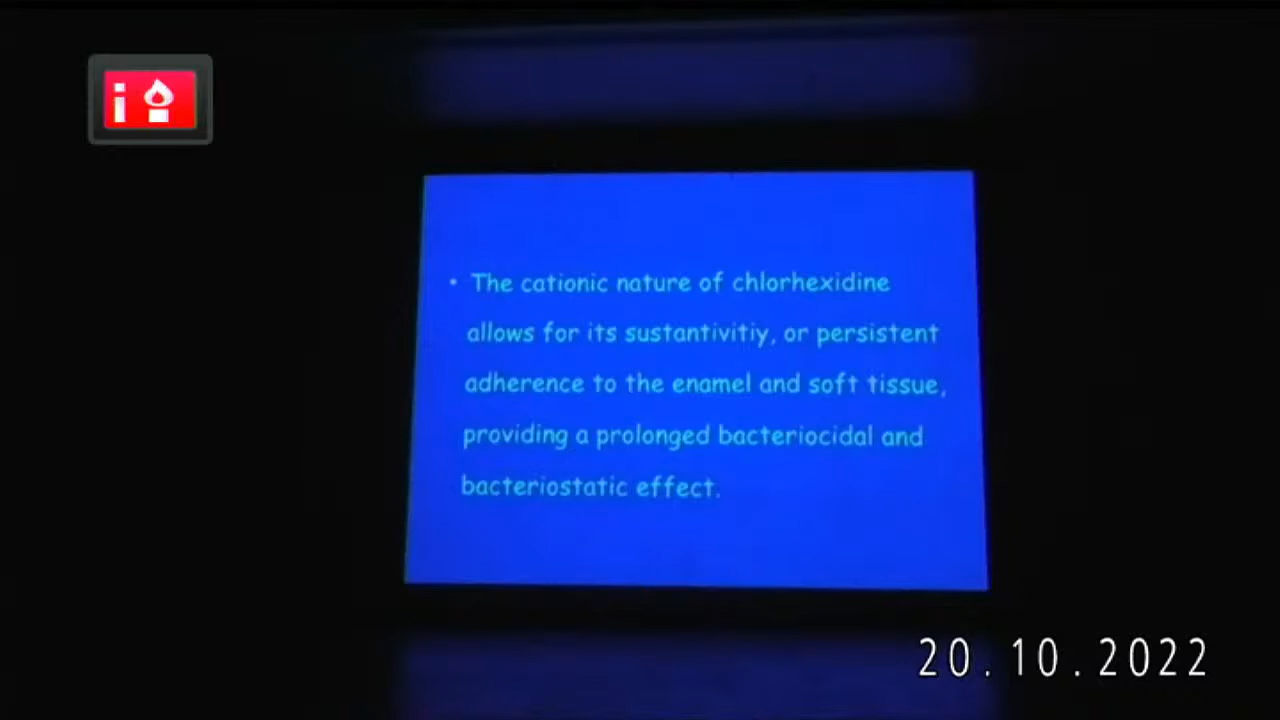 i
• The cationic nature of chlorhexidine
allows for its sustantivitiy, or persistent
adherence to the enamel and soft tissue,
providing a prolonged bacteriocidal and
bacteriostatic effect.
20.10.2022